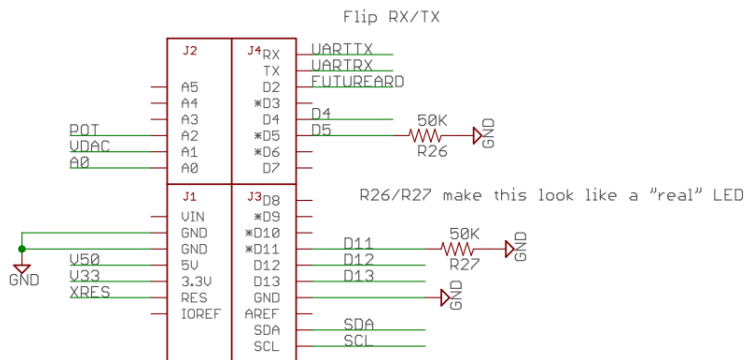 Flip RX/TX
J2 J4 RX UARTTX
TX UARTRX
A5 D2 FUTUREARD
A4 *D3
A3 D4 D4
POT A2 *D5 D5 50K R26 GND
VDAC A1 *D6
A0 A0 D7
J1 J3 D8 R26/R27 make this look like a "real" LED
VIN *D9
GND *D10
GND *D11 D11 50K R27 GND
V50 5V D12 D12
GND
V33 3.3V D13 D13
XRES RES GND GND
IOREF AREF
SDA SDA
SCL SCL